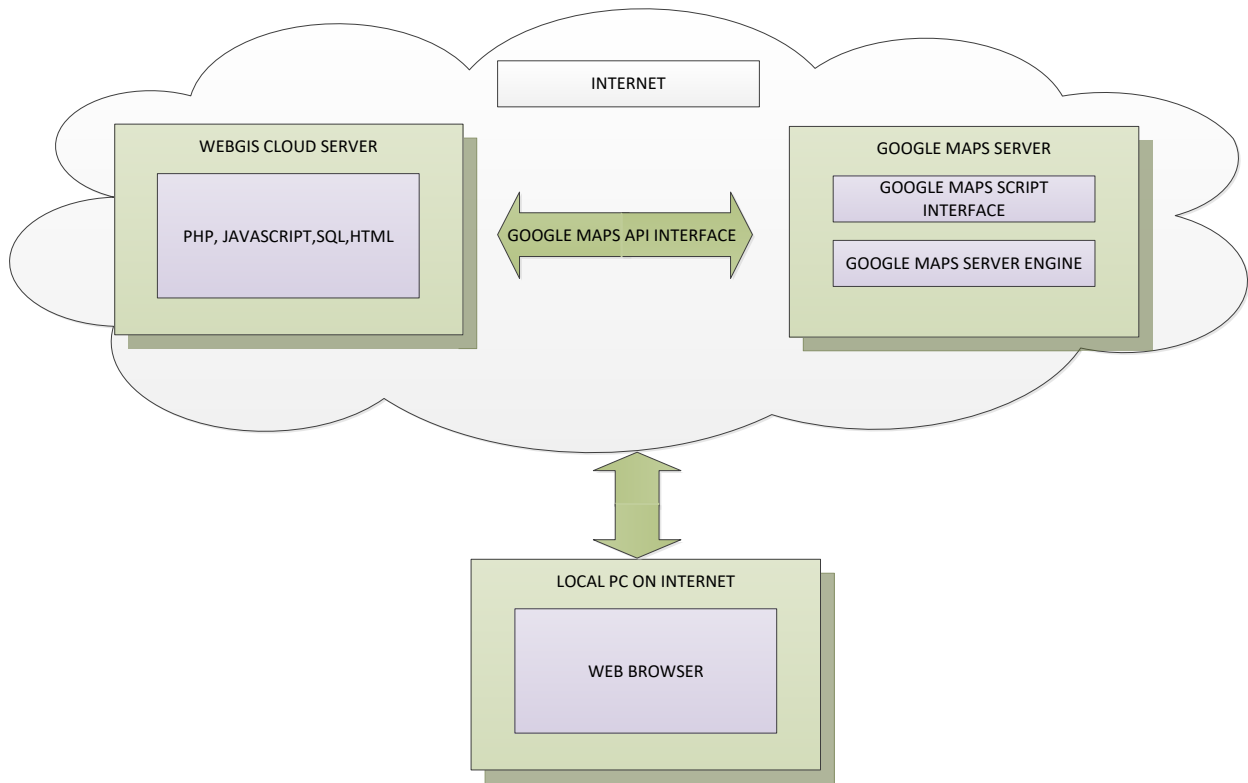 INTERNET
WEBGIS CLOUD SERVER
PHP, JAVASCRIPT,SQL,HTML
GOOGLE MAPS API INTERFACE
GOOGLE MAPS SERVER
GOOGLE MAPS SCRIPT
INTERFACE
GOOGLE MAPS SERVER ENGINE
LOCAL PC ON INTERNET
WEB BROWSER